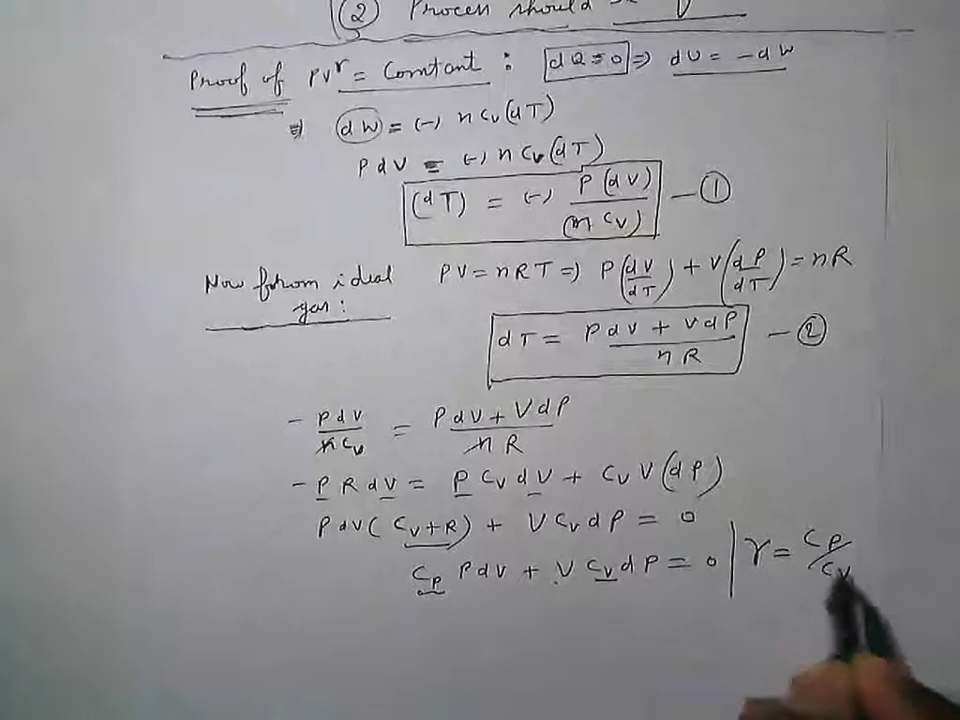 ② Process should
Proof of PV^r = Constant : dQ=0 ⇒ dU = -dW
⇒ dW = (-) nCv(dT)
PdV = (-) nCv(dT)
(dT) = (-) P(dV)/(nCv) — ①
Now from ideal gas: PV = nRT ⇒ P(dV/dT) + V(dP/dT) = nR
dT = PdV + VdP / nR — ②
- PdV/nCv = PdV + VdP / nR
- PRdV = PCvdV + CvV(dP)
PdV(Cv+R) + VCvdP = 0
Cp PdV + VCvdP = 0 | γ = Cp/Cv